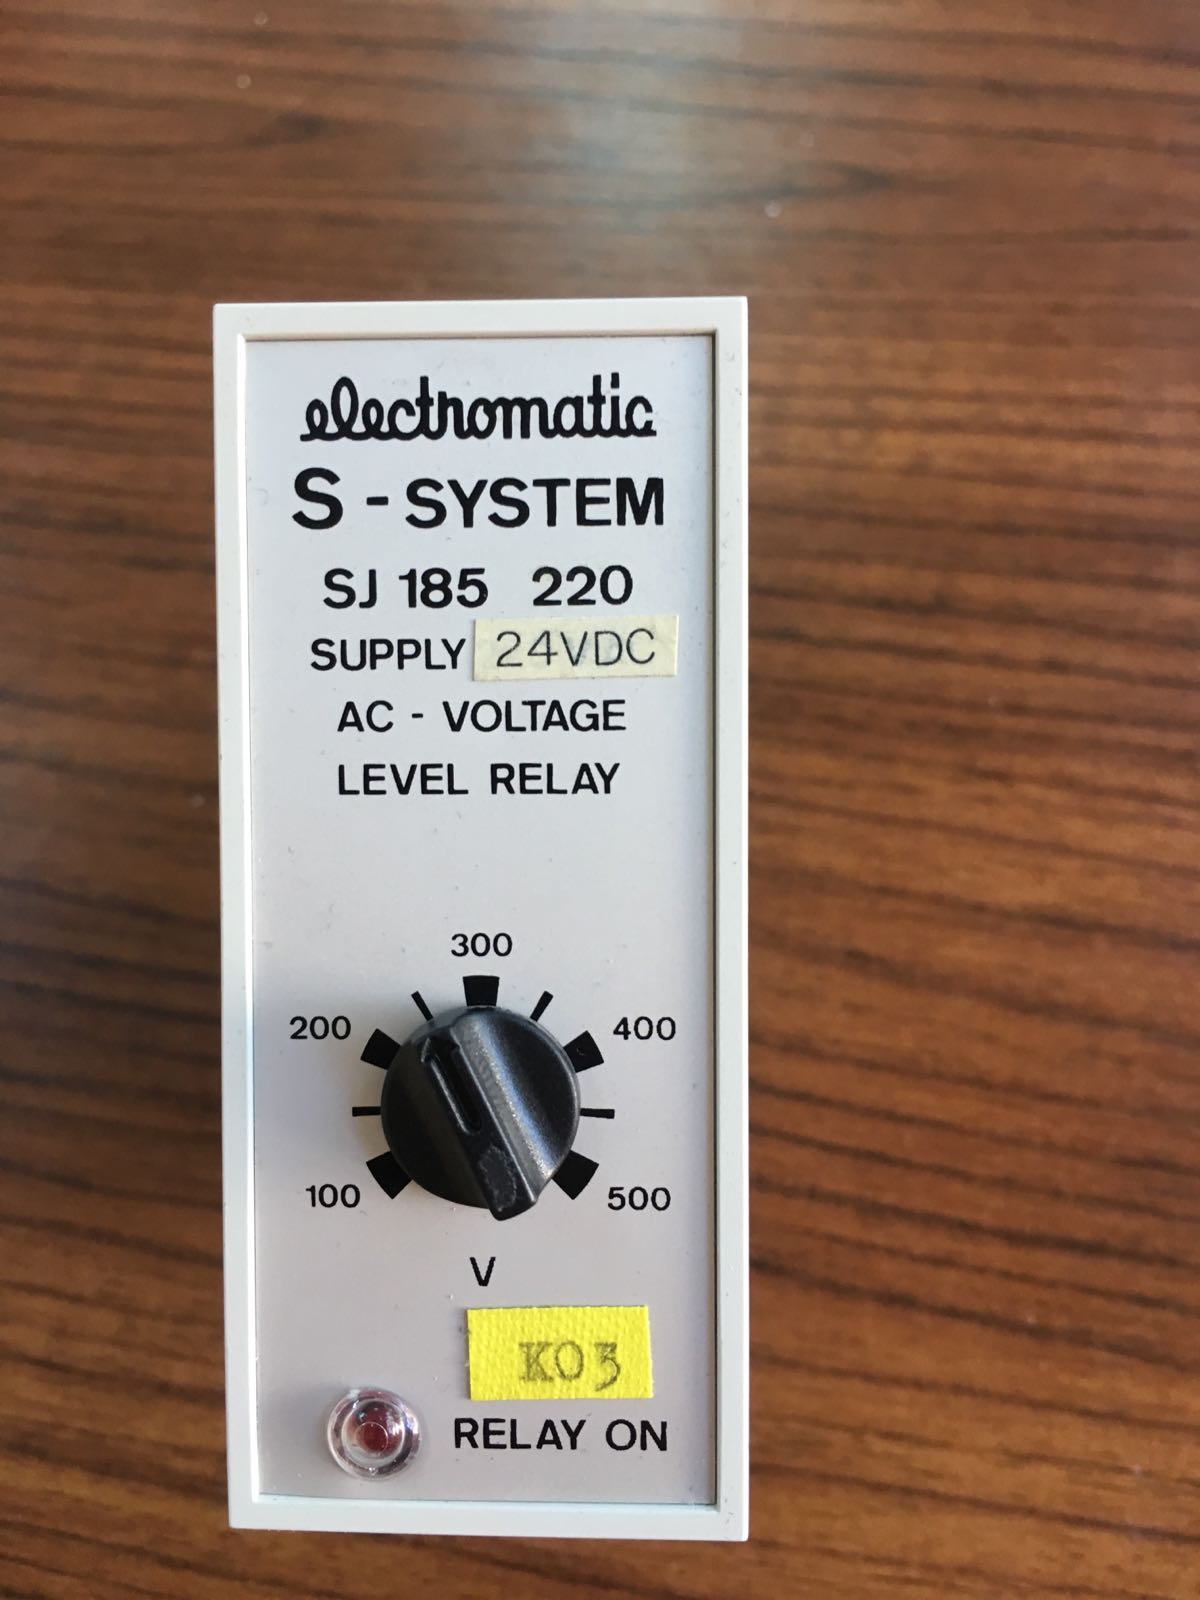 electromatic
S - SYSTEM
SJ 185 220
SUPPLY 24VDC
AC - VOLTAGE
LEVEL RELAY
300
200 400
100 500
V
K03
RELAY ON